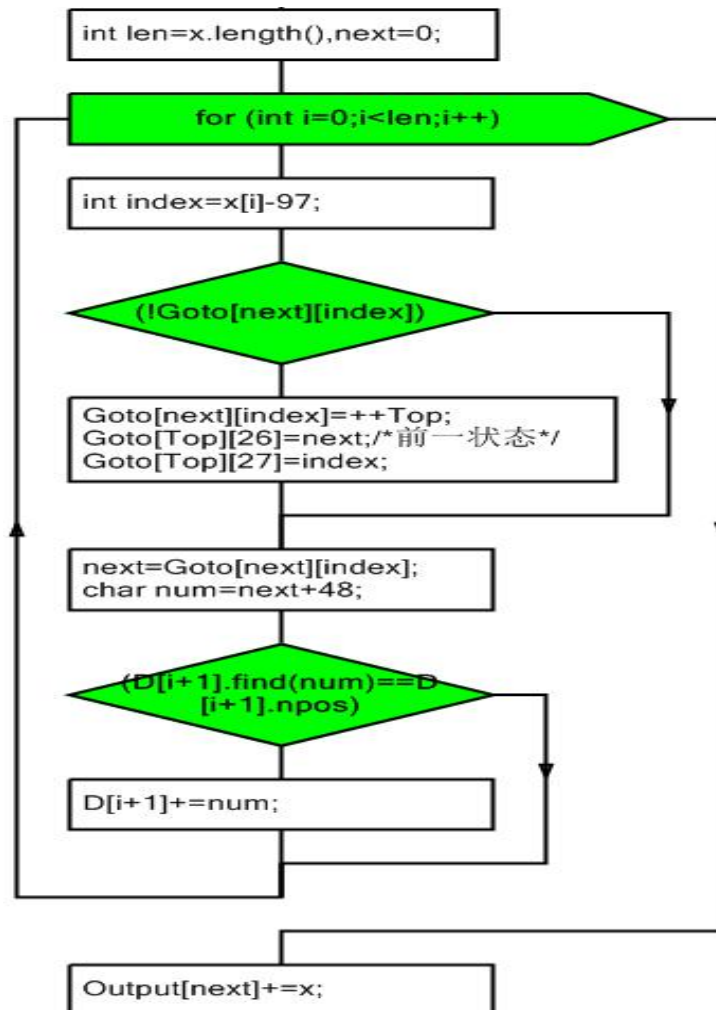 int len=x.length(),next=0;
for (int i=0;i<len;i++)
int index=x[i]-97;
(!Goto[next][index])
Goto[next][index]=++Top;
Goto[Top][26]=next;/*前一状态*/
Goto[Top][27]=index;
next=Goto[next][index];
char num=next+48;
(D[i+1].find(num)==D
[i+1].npos)
D[i+1]+=num;
Output[next]+=x;